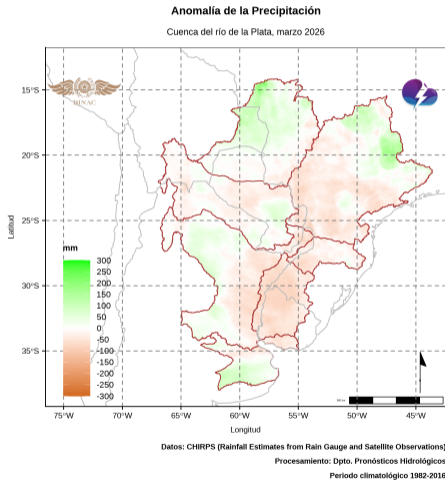 Anomalía de la Precipitación
Cuenca del río de la Plata, marzo 2026
DINAC
15°S
20°S
25°S
30°S
35°S
Latitud
mm
300
250
200
150
100
50
0
-50
-100
-150
-200
-250
-300
75°W
70°W
65°W
60°W
55°W
50°W
45°W
Longitud
Datos: CHIRPS (Rainfall Estimates from Rain Gauge and Satellite Observations)
Procesamiento: Dpto. Pronósticos Hidrológicos
Periodo climatológico 1982-2016